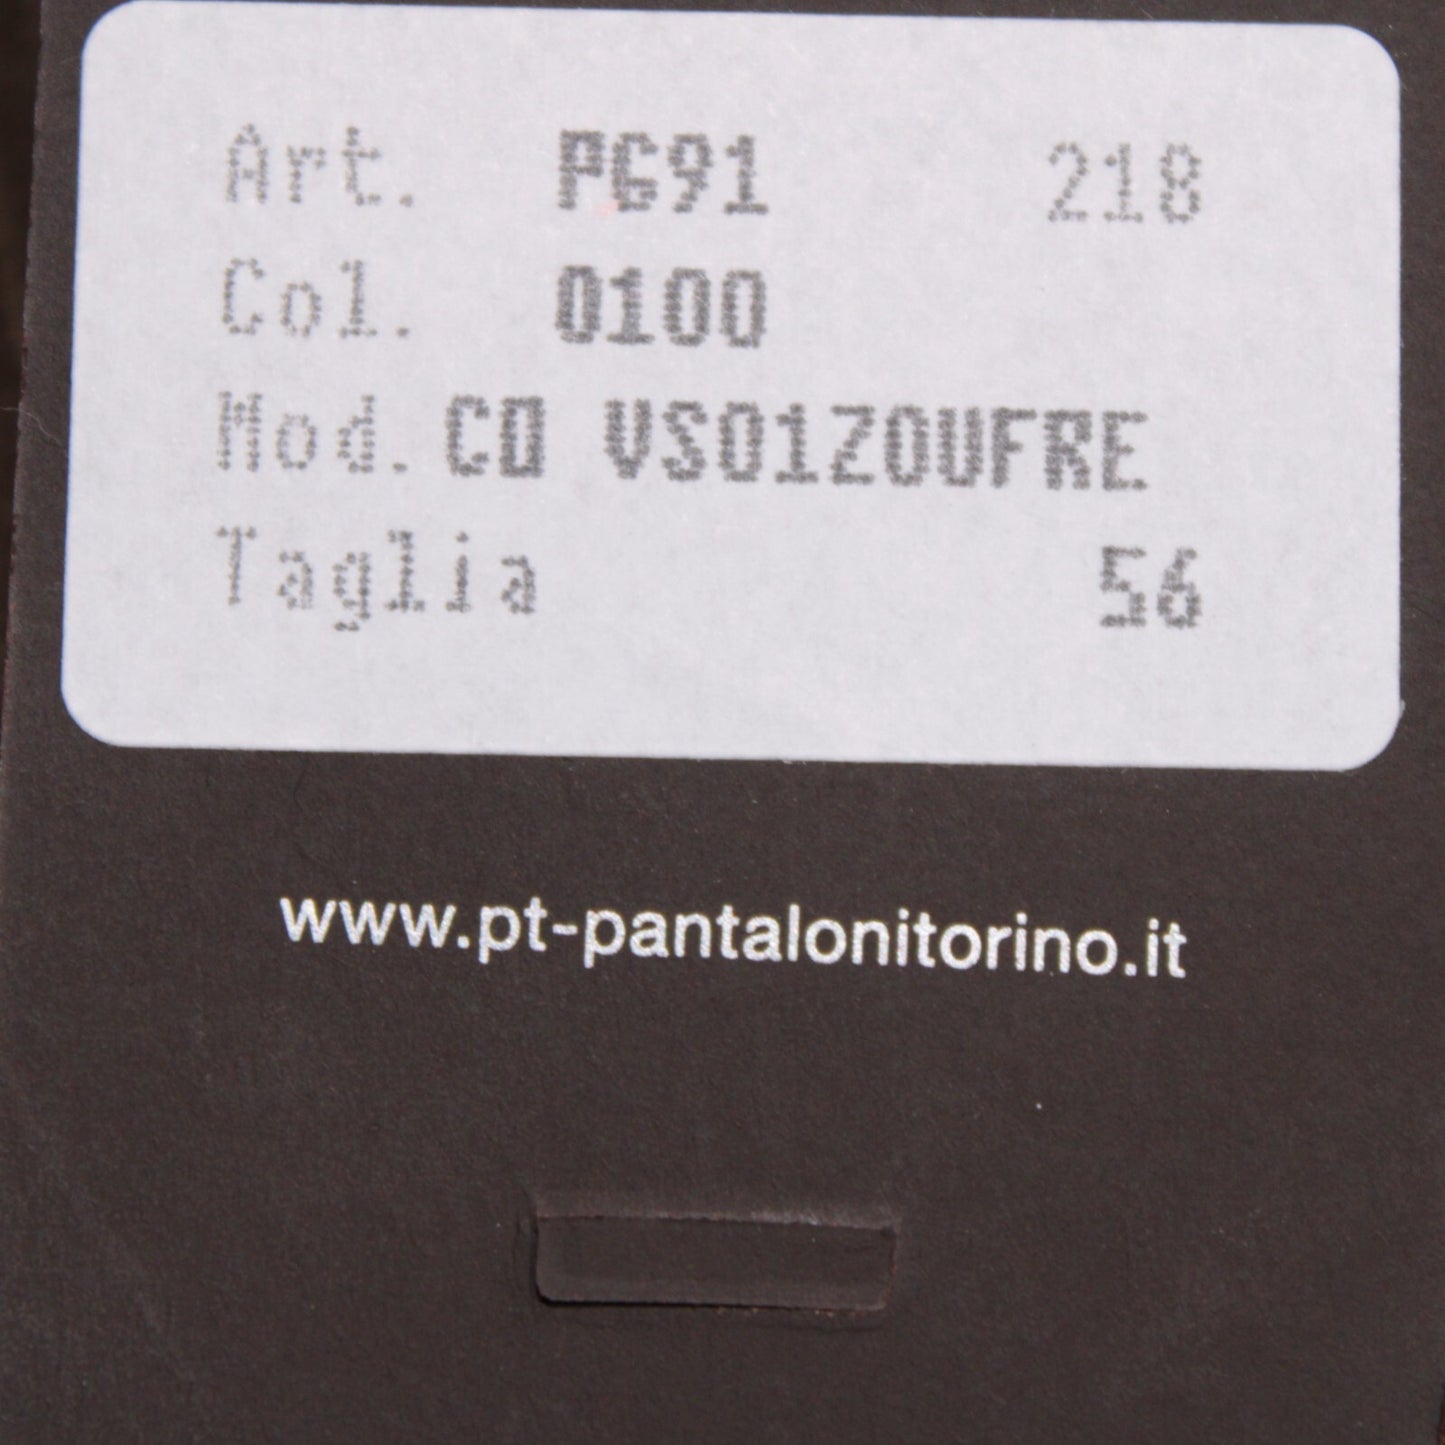 Art. PG91 218
Col. 0100
Mod. CO VS01Z0UFRE
Taglia 56
www.pt-pantalonitorino.it